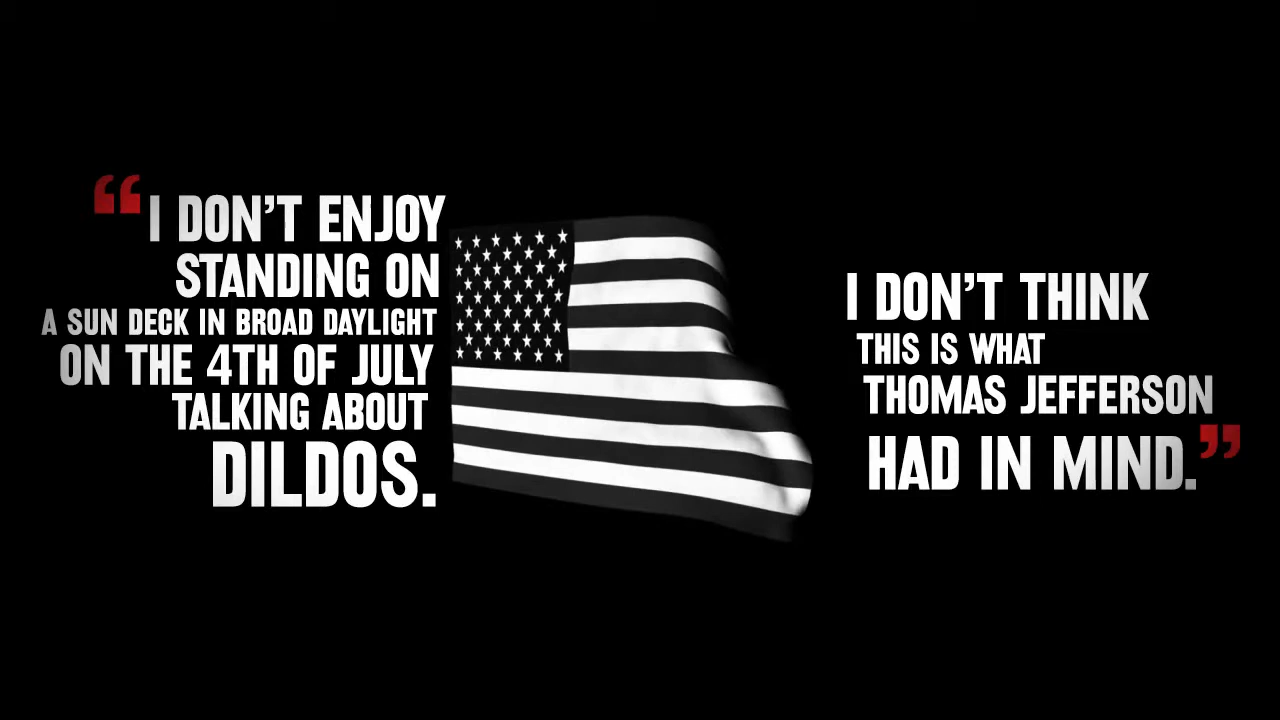 “I DON’T ENJOY
STANDING ON
A SUN DECK IN BROAD DAYLIGHT
ON THE 4TH OF JULY
TALKING ABOUT
DILDOS.
I DON’T THINK
THIS IS WHAT
THOMAS JEFFERSON
HAD IN MIND.”